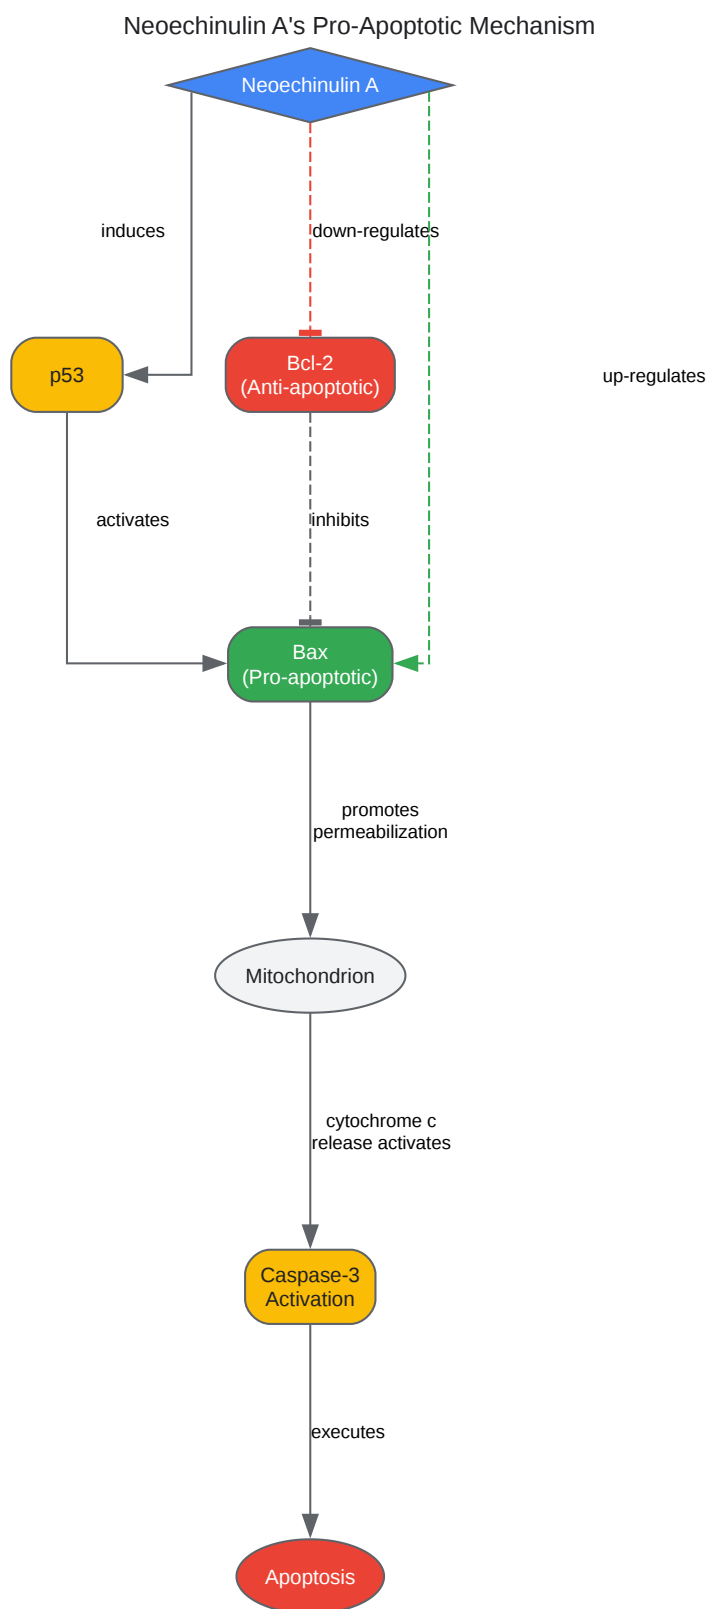 Neoechinulin A's Pro-Apoptotic Mechanism
Neoechinulin A
induces
down-regulates
p53
Bcl-2
(Anti-apoptotic)
up-regulates
activates
inhibits
Bax
(Pro-apoptotic)
promotes
permeabilization
Mitochondrion
cytochrome c
release activates
Caspase-3
Activation
executes
Apoptosis